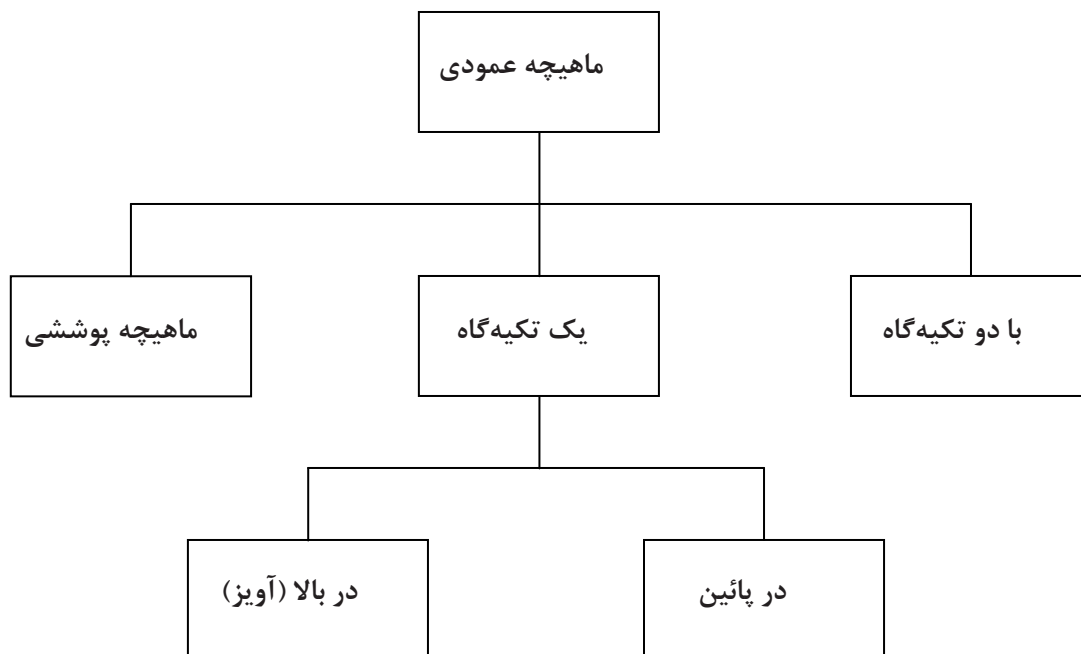 ماهیچه عمودی
با دو تکیه‌گاه
یک تکیه‌گاه
ماهیچه پوششی
در پائین
در بالا (آویز)